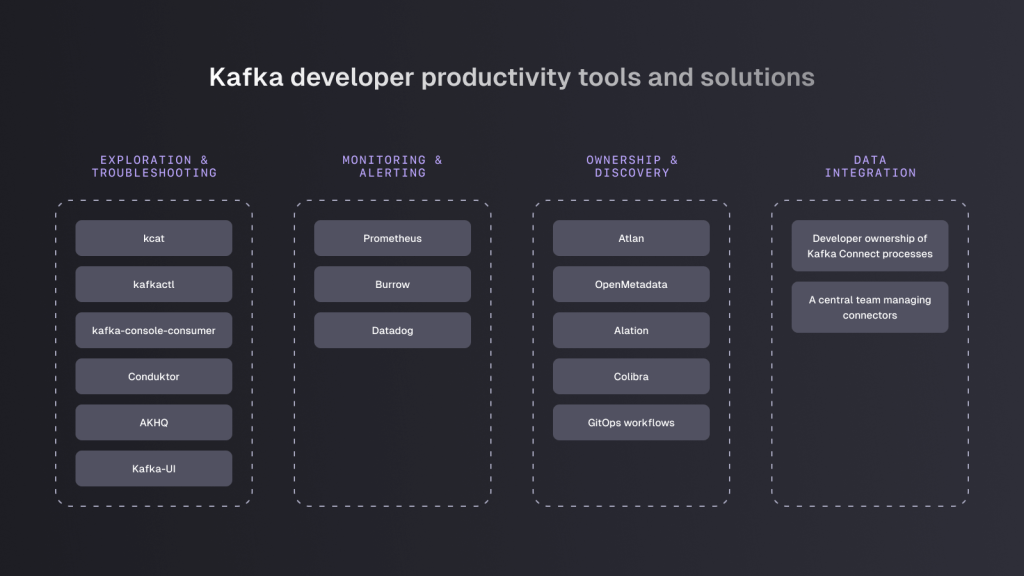 Kafka developer productivity tools and solutions
EXPLORATION &
TROUBLESHOOTING
kcat
kafkactl
kafka-console-consumer
Conduktor
AKHQ
Kafka-UI
MONITORING &
ALERTING
Prometheus
Burrow
Datadog
OWNERSHIP &
DISCOVERY
Atlan
OpenMetadata
Alation
Colibra
GitOps workflows
DATA
INTEGRATION
Developer ownership of
Kafka Connect processes
A central team managing
connectors